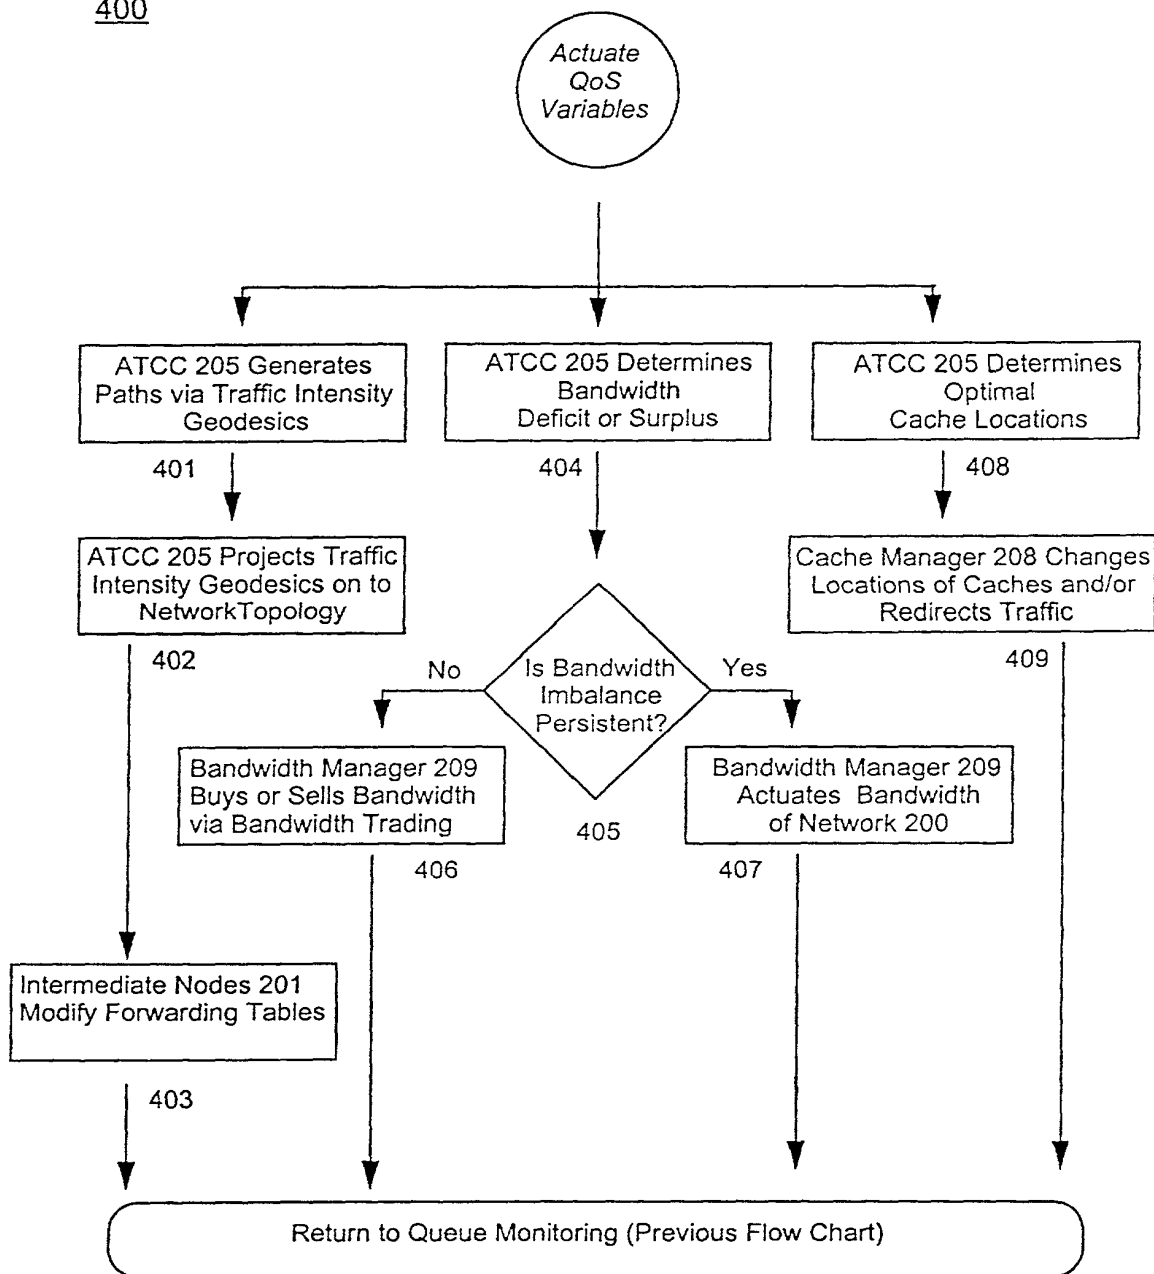 400
Actuate
QoS
Variables
ATCC 205 Generates
Paths via Traffic Intensity
Geodesics
401
ATCC 205 Determines
Bandwidth
Deficit or Surplus
404
ATCC 205 Determines
Optimal
Cache Locations
408
ATCC 205 Projects Traffic
Intensity Geodesics on to
NetworkTopology
402
Cache Manager 208 Changes
Locations of Caches and/or
Redirects Traffic
409
No
Is Bandwidth
Imbalance
Persistent?
Yes
405
Bandwidth Manager 209
Buys or Sells Bandwidth
via Bandwidth Trading
406
Bandwidth Manager 209
Actuates Bandwidth
of Network 200
407
Intermediate Nodes 201
Modify Forwarding Tables
403
Return to Queue Monitoring (Previous Flow Chart)